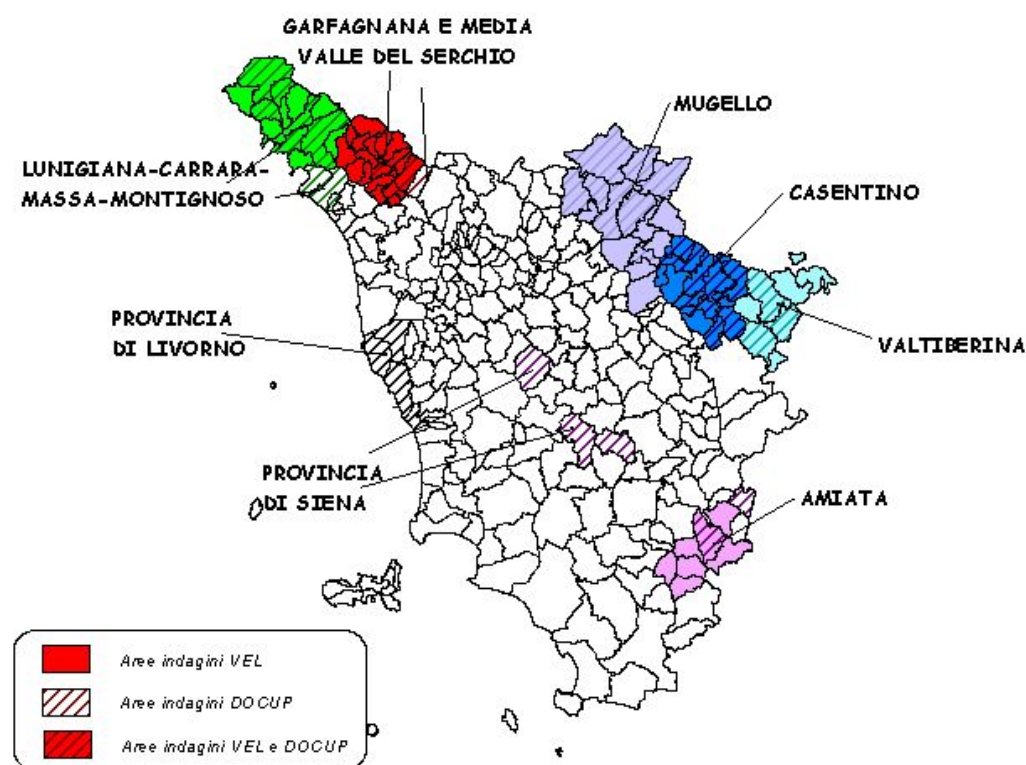 GARFAGNANA E MEDIA
VALLE DEL SERCHIO
MUGELLO
LUNIGIANA-CARRARA-
MASSA-MONTIGNOSO
CASENTINO
PROVINCIA
DI LIVORNO
VALTIBERINA
PROVINCIA
DI SIENA
AMIATA
Aree indagini VEL
Aree indagini DOCUP
Aree indagini VEL e DOCUP